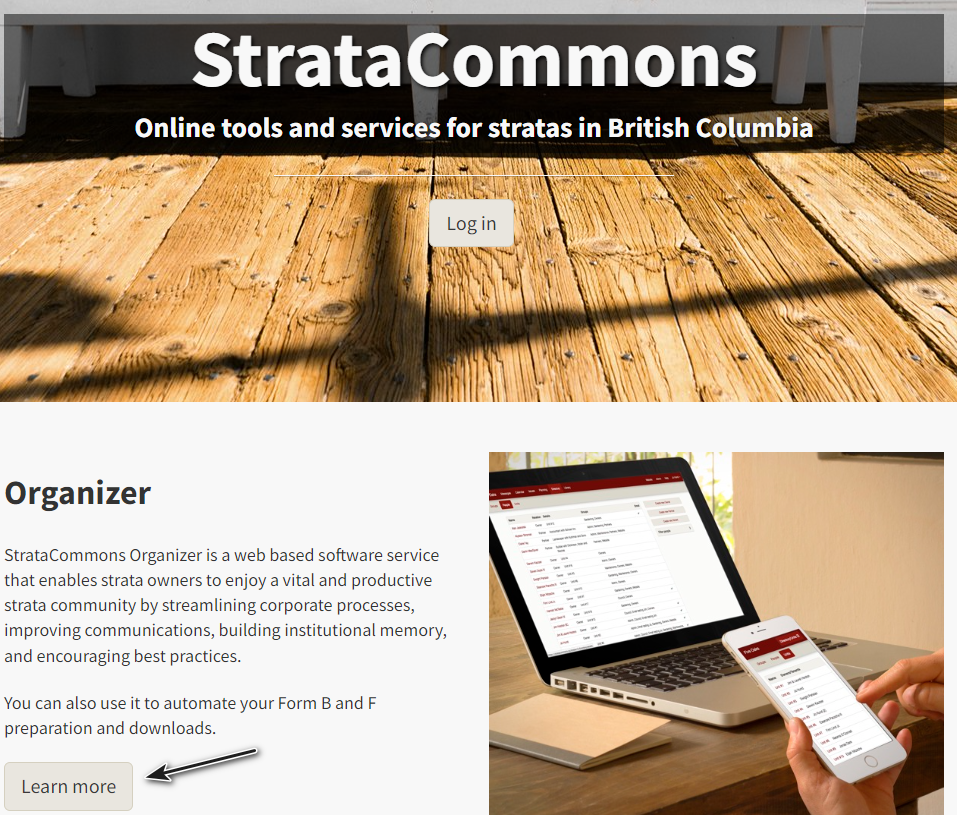 StrataCommons
Online tools and services for stratas in British Columbia
Log in
Organizer
StrataCommons Organizer is a web based software service
that enables strata owners to enjoy a vital and productive
strata community by streamlining corporate processes,
improving communications, building institutional memory,
and encouraging best practices.
You can also use it to automate your Form B and F
preparation and downloads.
Learn more